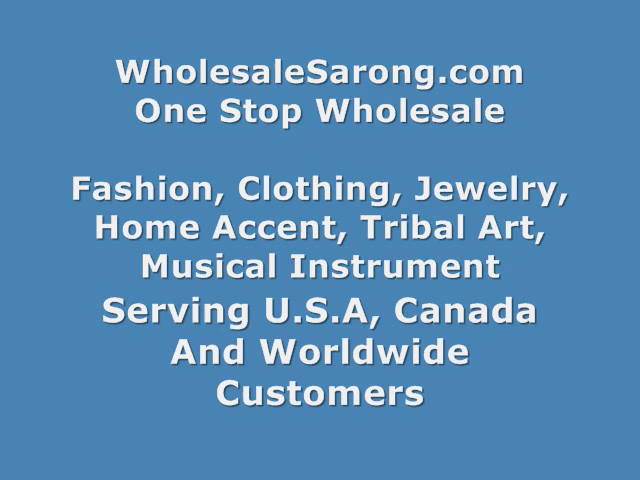 WholesaleSarong.com
One Stop Wholesale
Fashion, Clothing, Jewelry,
Home Accent, Tribal Art,
Musical Instrument
Serving U.S.A, Canada
And Worldwide
Customers